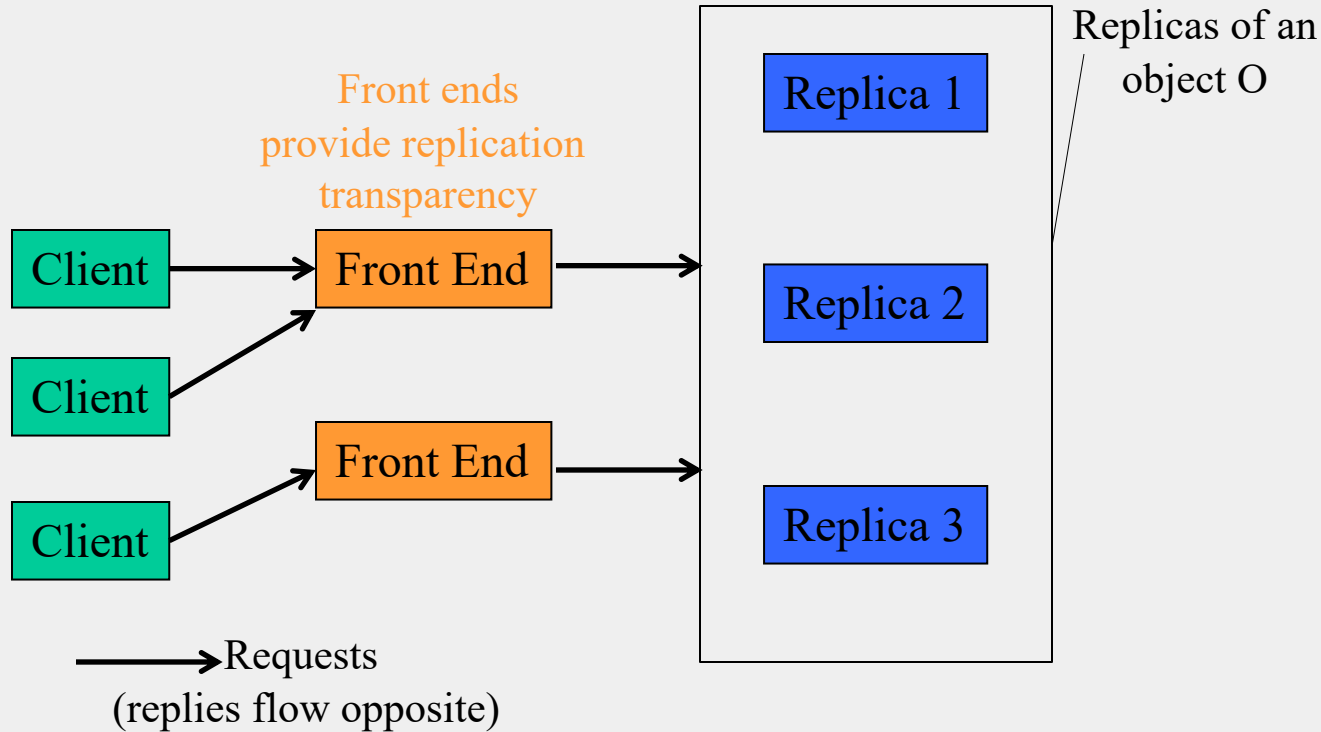 Replicas of an
object O
Replica 1
Front ends
provide replication
transparency
Client
Front End
Replica 2
Client
Front End
Client
Replica 3
Requests
(replies flow opposite)